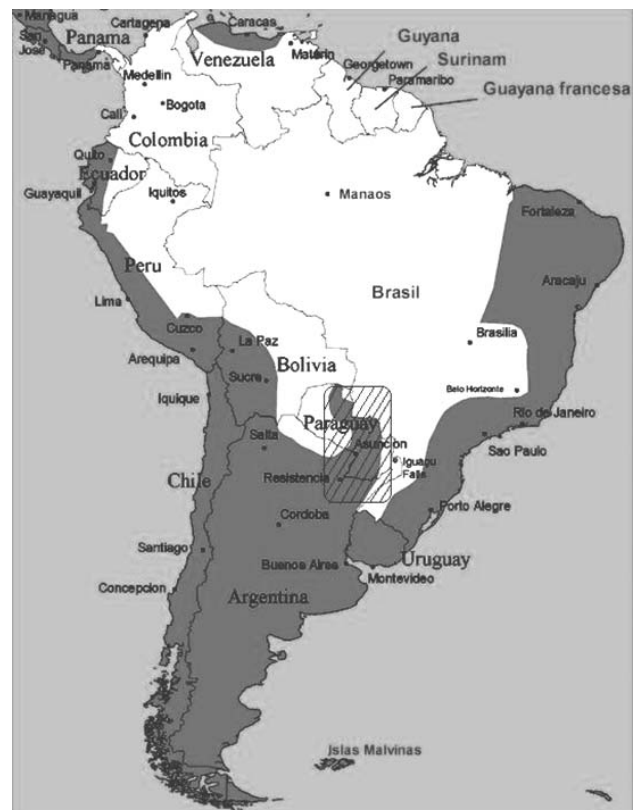 Managua
San
José
Panama
Panama
Cartagena
Caracas
Venezuela
Maturin
Guyana
Surinam
Guayana francesa
Georgetown
Paramaribo
Medellin
Bogota
Cali
Colombia
Quito
Ecuador
Guayaquil
Iquitos
Manaos
Fortaleza
Peru
Brasil
Aracaju
Lima
Cuzco
La Paz
Brasilia
Arequipa
Bolivia
Sucre
Belo Horizonte
Iquique
Paraguay
Rio de Janeiro
Salta
Asuncion
Sao Paulo
Iguaçu
Falls
Resistencia
Chile
Cordoba
Porto Alegre
Santiago
Buenos Aires
Uruguay
Montevideo
Concepcion
Argentina
Islas Malvinas